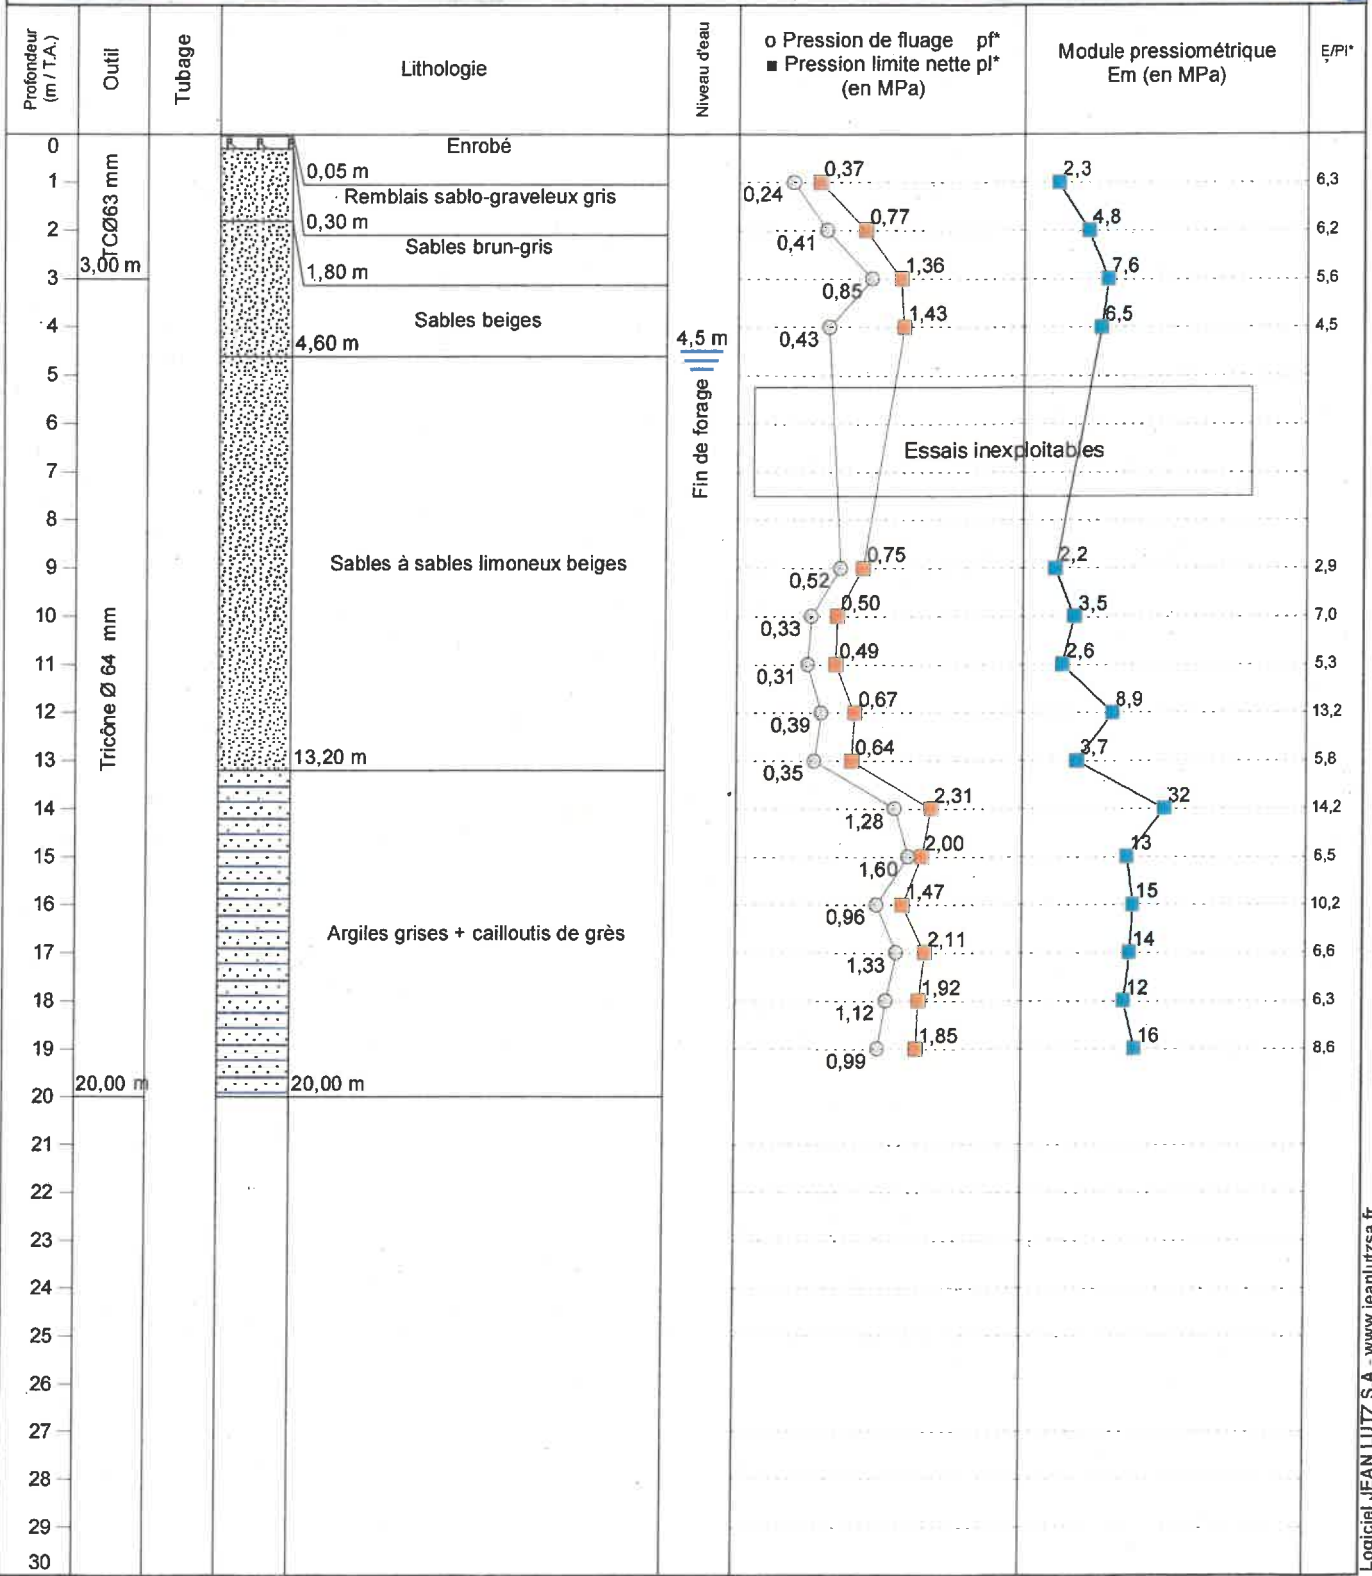 Profondeur
(m / T.A.)
Outil
Tubage
Lithologie
Niveau d'eau
o Pression de fluage pf*
■ Pression limite nette pl*
(en MPa)
Module pressiométrique
Em (en MPa)
E/Pl*
0
1
2
3
4
5
6
7
8
9
10
11
12
13
14
15
16
17
18
19
20
21
22
23
24
25
26
27
28
29
30
TCØ63 mm
3,00 m
Tricône Ø 64 mm
20,00 m
Enrobé
0,05 m
Remblais sablo-graveleux gris
0,30 m
Sables brun-gris
1,80 m
Sables beiges
4,60 m
Sables à sables limoneux beiges
13,20 m
Argiles grises + cailloutis de grès
20,00 m
4,5 m
Fin de forage
0,24 0,37 2,3 6,3
0,41 0,77 4,8 6,2
0,85 1,36 7,6 5,6
0,43 1,43 6,5 4,5
Essais inexploitables
0,52 0,75 2,2 2,9
0,33 0,50 3,5 7,0
0,31 0,49 2,6 5,3
0,39 0,67 8,9 13,2
0,35 0,64 3,7 5,8
1,28 2,31 32 14,2
1,60 2,00 13 6,5
0,96 1,47 15 10,2
1,33 2,11 14 6,6
1,12 1,92 12 6,3
0,99 1,85 16 8,6
Logiciel JEAN LUTZ S.A - www.jeanlutzsa.fr